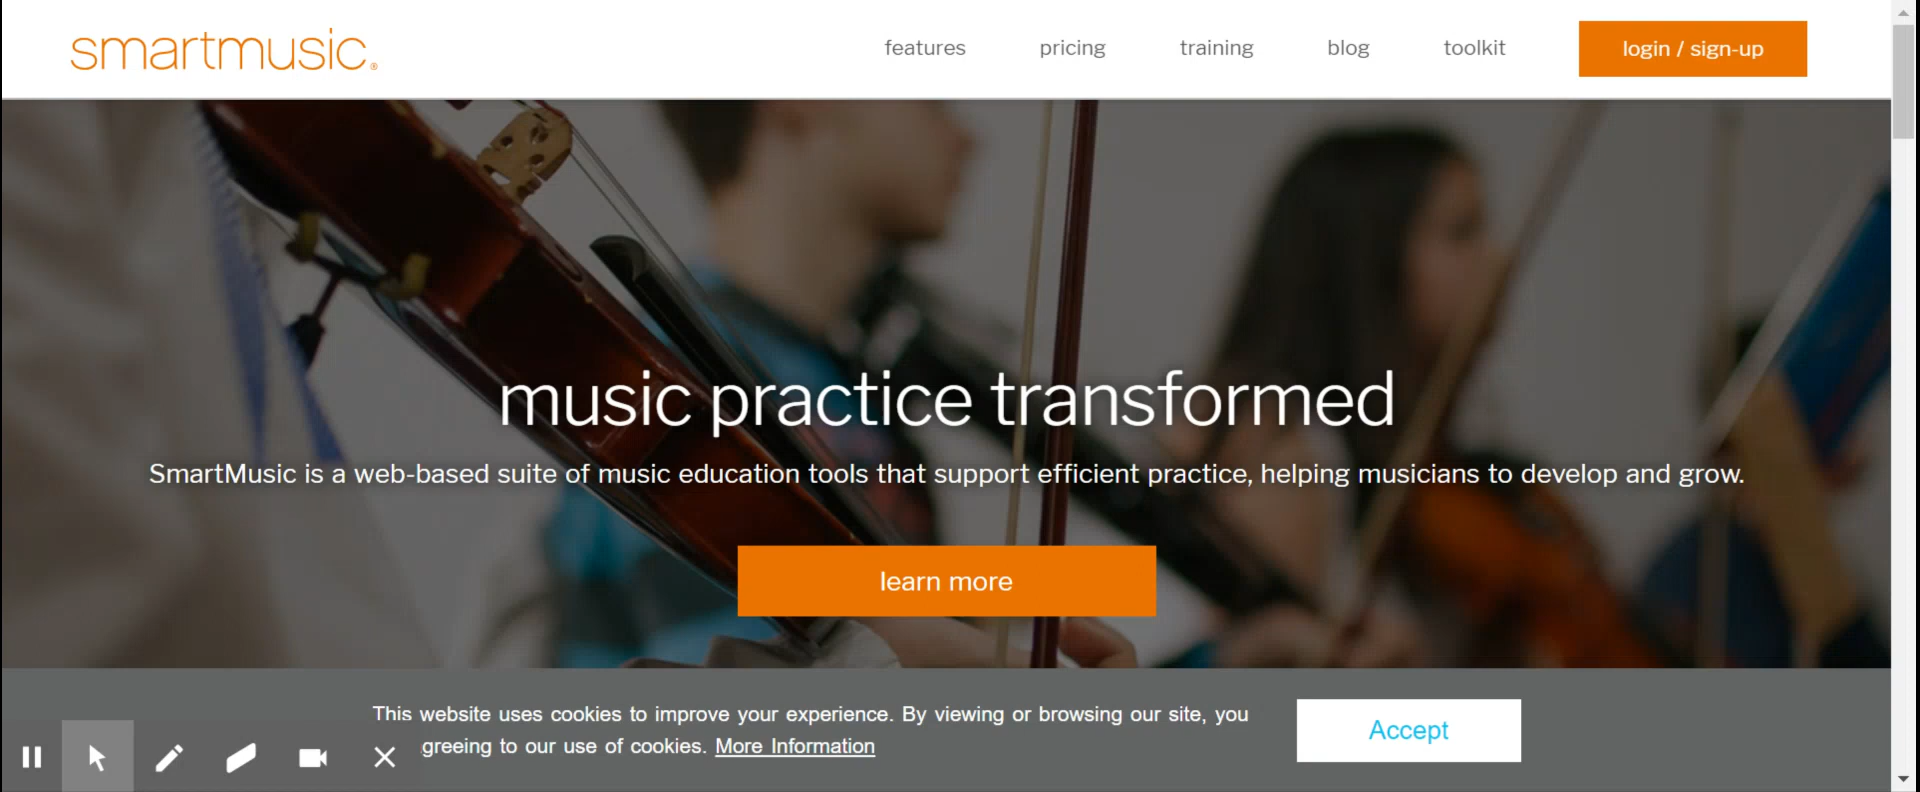 smartmusic®
features pricing training blog toolkit login / sign-up
music practice transformed
SmartMusic is a web-based suite of music education tools that support efficient practice, helping musicians to develop and grow.
learn more
This website uses cookies to improve your experience. By viewing or browsing our site, you
greeing to our use of cookies. More Information
Accept